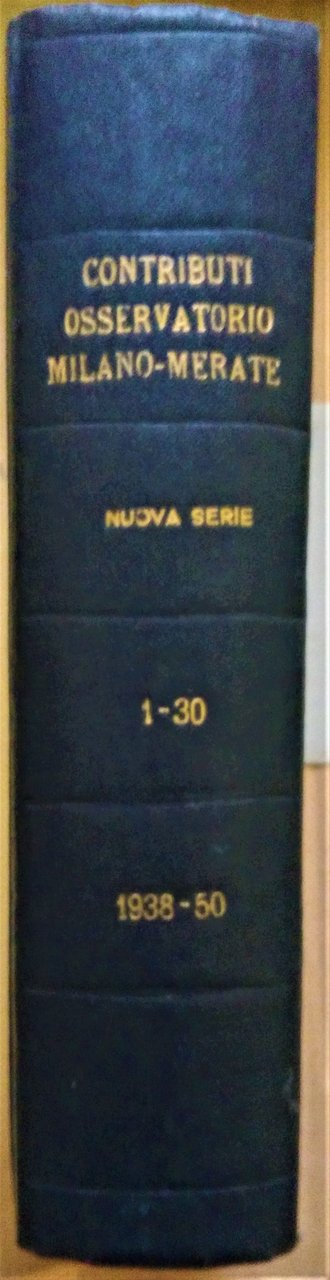 CONTRIBUTI
OSSERVATORIO
MILANO-MERATE
NUOVA SERIE
1-30
1938-50